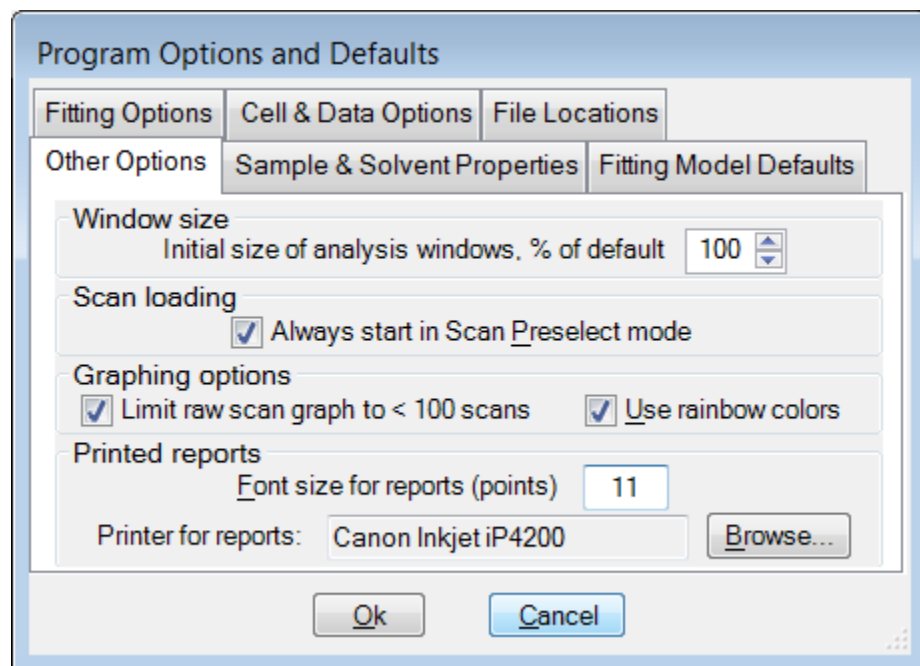 Program Options and Defaults
Fitting Options Cell & Data Options File Locations
Other Options Sample & Solvent Properties Fitting Model Defaults
Window size
Initial size of analysis windows, % of default 100
Scan loading
Always start in Scan Preselect mode
Graphing options
Limit raw scan graph to < 100 scans Use rainbow colors
Printed reports
Font size for reports (points) 11
Printer for reports: Canon Inkjet iP4200 Browse...
Ok Cancel